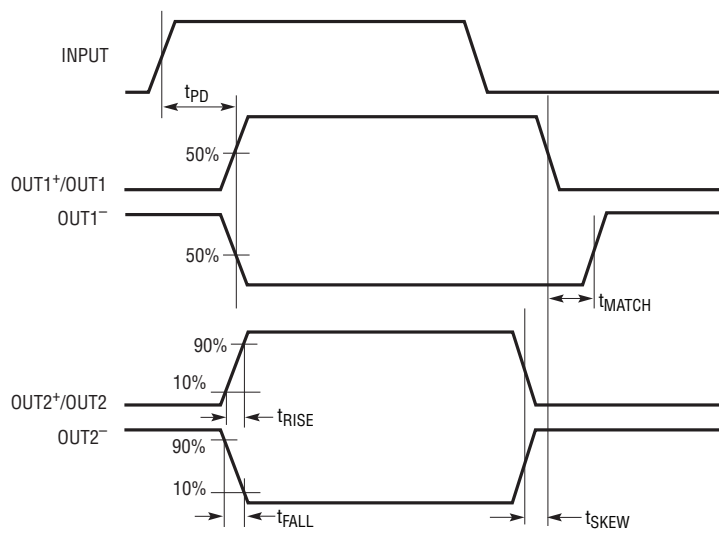 INPUT
tPD
50%
OUT1+/OUT1
OUT1–
50%
tMATCH
90%
10%
OUT2+/OUT2
tRISE
OUT2–
90%
10%
tFALL
tSKEW